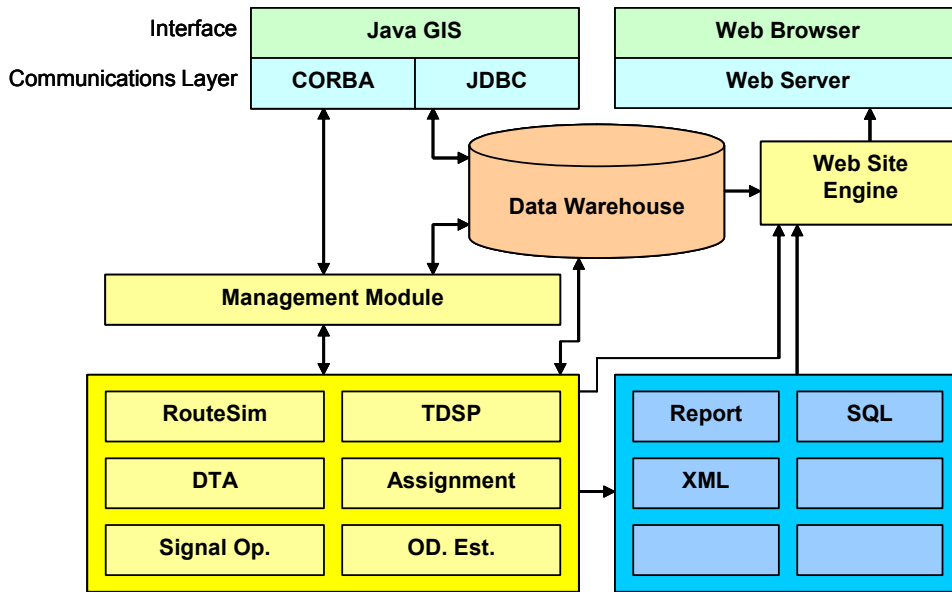 Interface
Java GIS
Web Browser
Communications Layer
CORBA
JDBC
Web Server
Data Warehouse
Web Site
Engine
Management Module
RouteSim
TDSP
Report
SQL
DTA
Assignment
XML
Signal Op.
OD. Est.